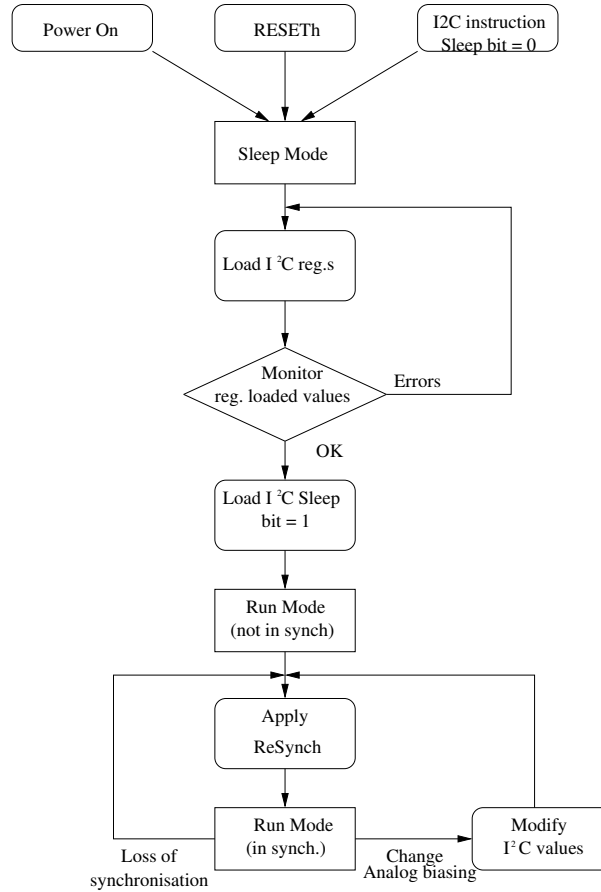 Power On
RESETh
I2C instruction
Sleep bit = 0
Sleep Mode
Load I ²C reg.s
Monitor
reg. loaded values
Errors
OK
Load I ²C Sleep
bit = 1
Run Mode
(not in synch)
Apply
ReSynch
Run Mode
(in synch.)
Loss of
synchronisation
Change
Analog biasing
Modify
I²C values